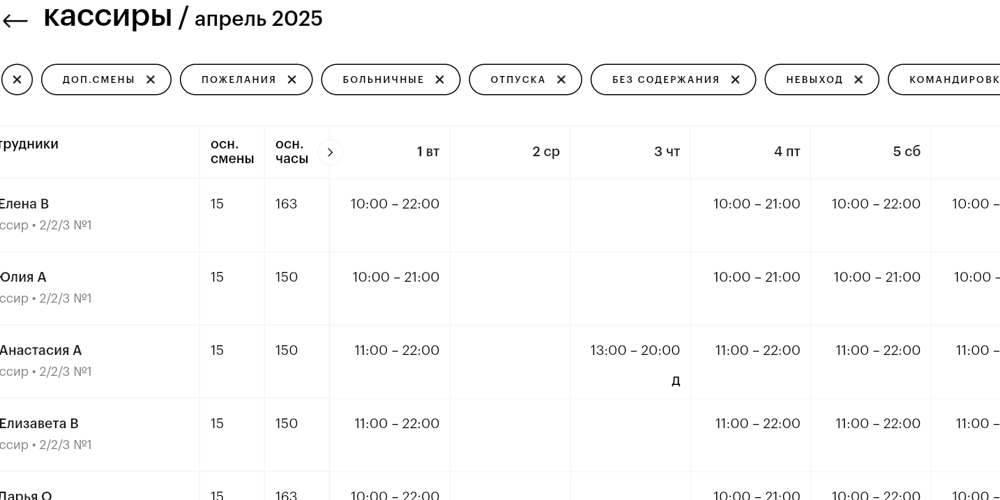 кассиры / апрель 2025
ДОП.СМЕНЫ ПОЖЕЛАНИЯ БОЛЬНИЧНЫЕ ОТПУСКА БЕЗ СОДЕРЖАНИЯ НЕВЫХОД КОМАНДИРОВК
трудники осн. смены осн. часы 1 вт 2 ср 3 чт 4 пт 5 сб
Елена В 15 163 10:00 – 22:00 10:00 – 21:00 10:00 – 22:00 10:00 –
ссир • 2/2/3 №1
Юлия А 15 150 10:00 – 21:00 10:00 – 21:00 10:00 – 21:00 10:00 –
ссир • 2/2/3 №1
Анастасия А 15 150 11:00 – 22:00 13:00 – 20:00 11:00 – 22:00 11:00 – 22:00 11:00 –
ссир • 2/2/3 №1 Д
Елизавета В 15 150 11:00 – 22:00 11:00 – 22:00 11:00 – 22:00 11:00 –
ссир • 2/2/3 №1
Дарья О 15 163 10:00 – 22:00 10:00 – 21:00 10:00 – 22:00 10:00 –